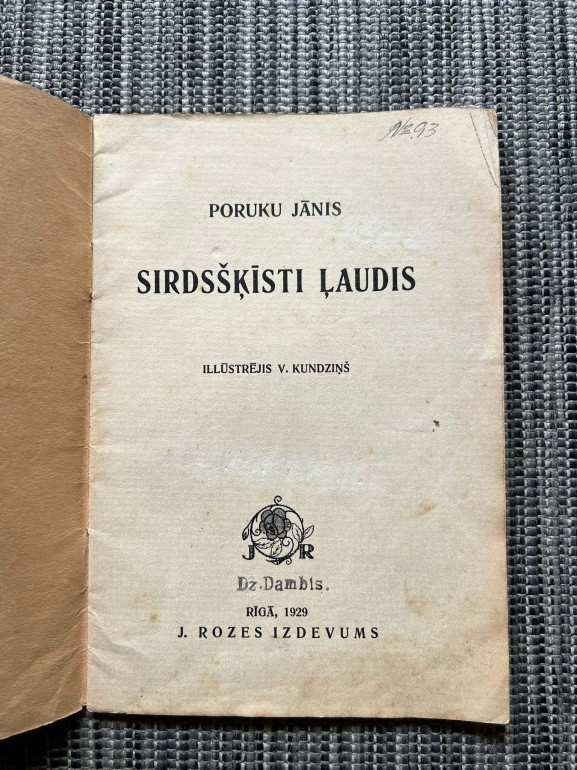 № 93
PORUKU JĀNIS
SIRDSŠĶĪSTI ĻAUDIS
ILLŪSTRĒJIS V. KUNDZIŅŠ
J R
Dz.Dambis.
RĪGĀ, 1929
J. ROZES IZDEVUMS